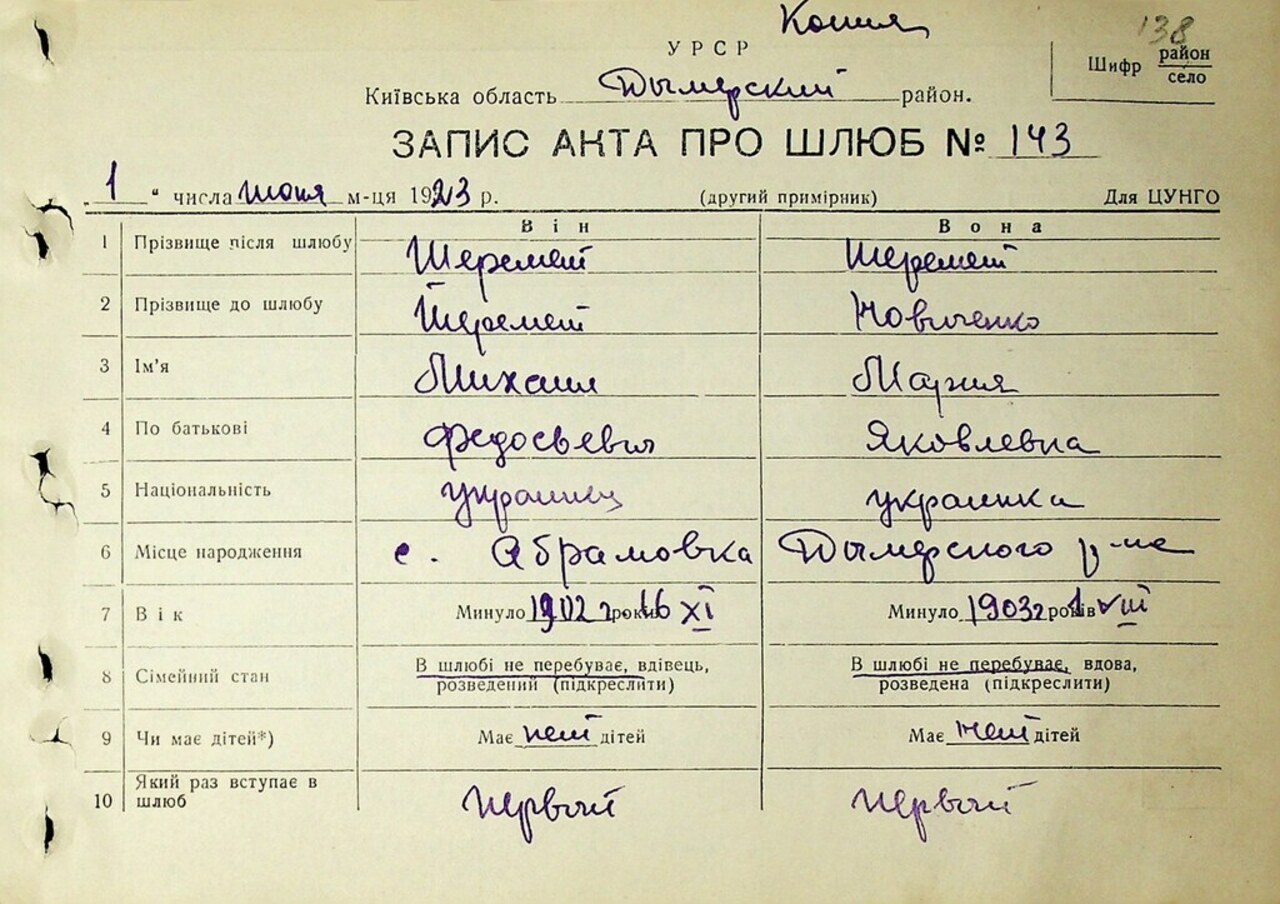 Копия
138
УРСР
Шифр район село
Київська область Дымерский район.
ЗАПИС АКТА ПРО ШЛЮБ № 143
„ 1 “ числа июня м-ця 1923 р. (другий примірник) Для ЦУНГО
Він Вона
1 Прізвище після шлюбу Шеремет Шеремет
2 Прізвище до шлюбу Шеремет Новиченко
3 Ім’я Михаил Мария
4 По батькові Федосьевич Яковлевна
5 Національність украинец украинка
6 Місце народження с. Абрамовка Дымерского р-на
7 Вік Минуло 1902 г років 16 XI Минуло 1903 г років 1 VIII
8 Сімейний стан В шлюбі не перебуває, вдівець, розведений (підкреслити) В шлюбі не перебуває, вдова, розведена (підкреслити)
9 Чи має дітей*) Має нет дітей Має нет дітей
10 Який раз вступає в шлюб первый первый